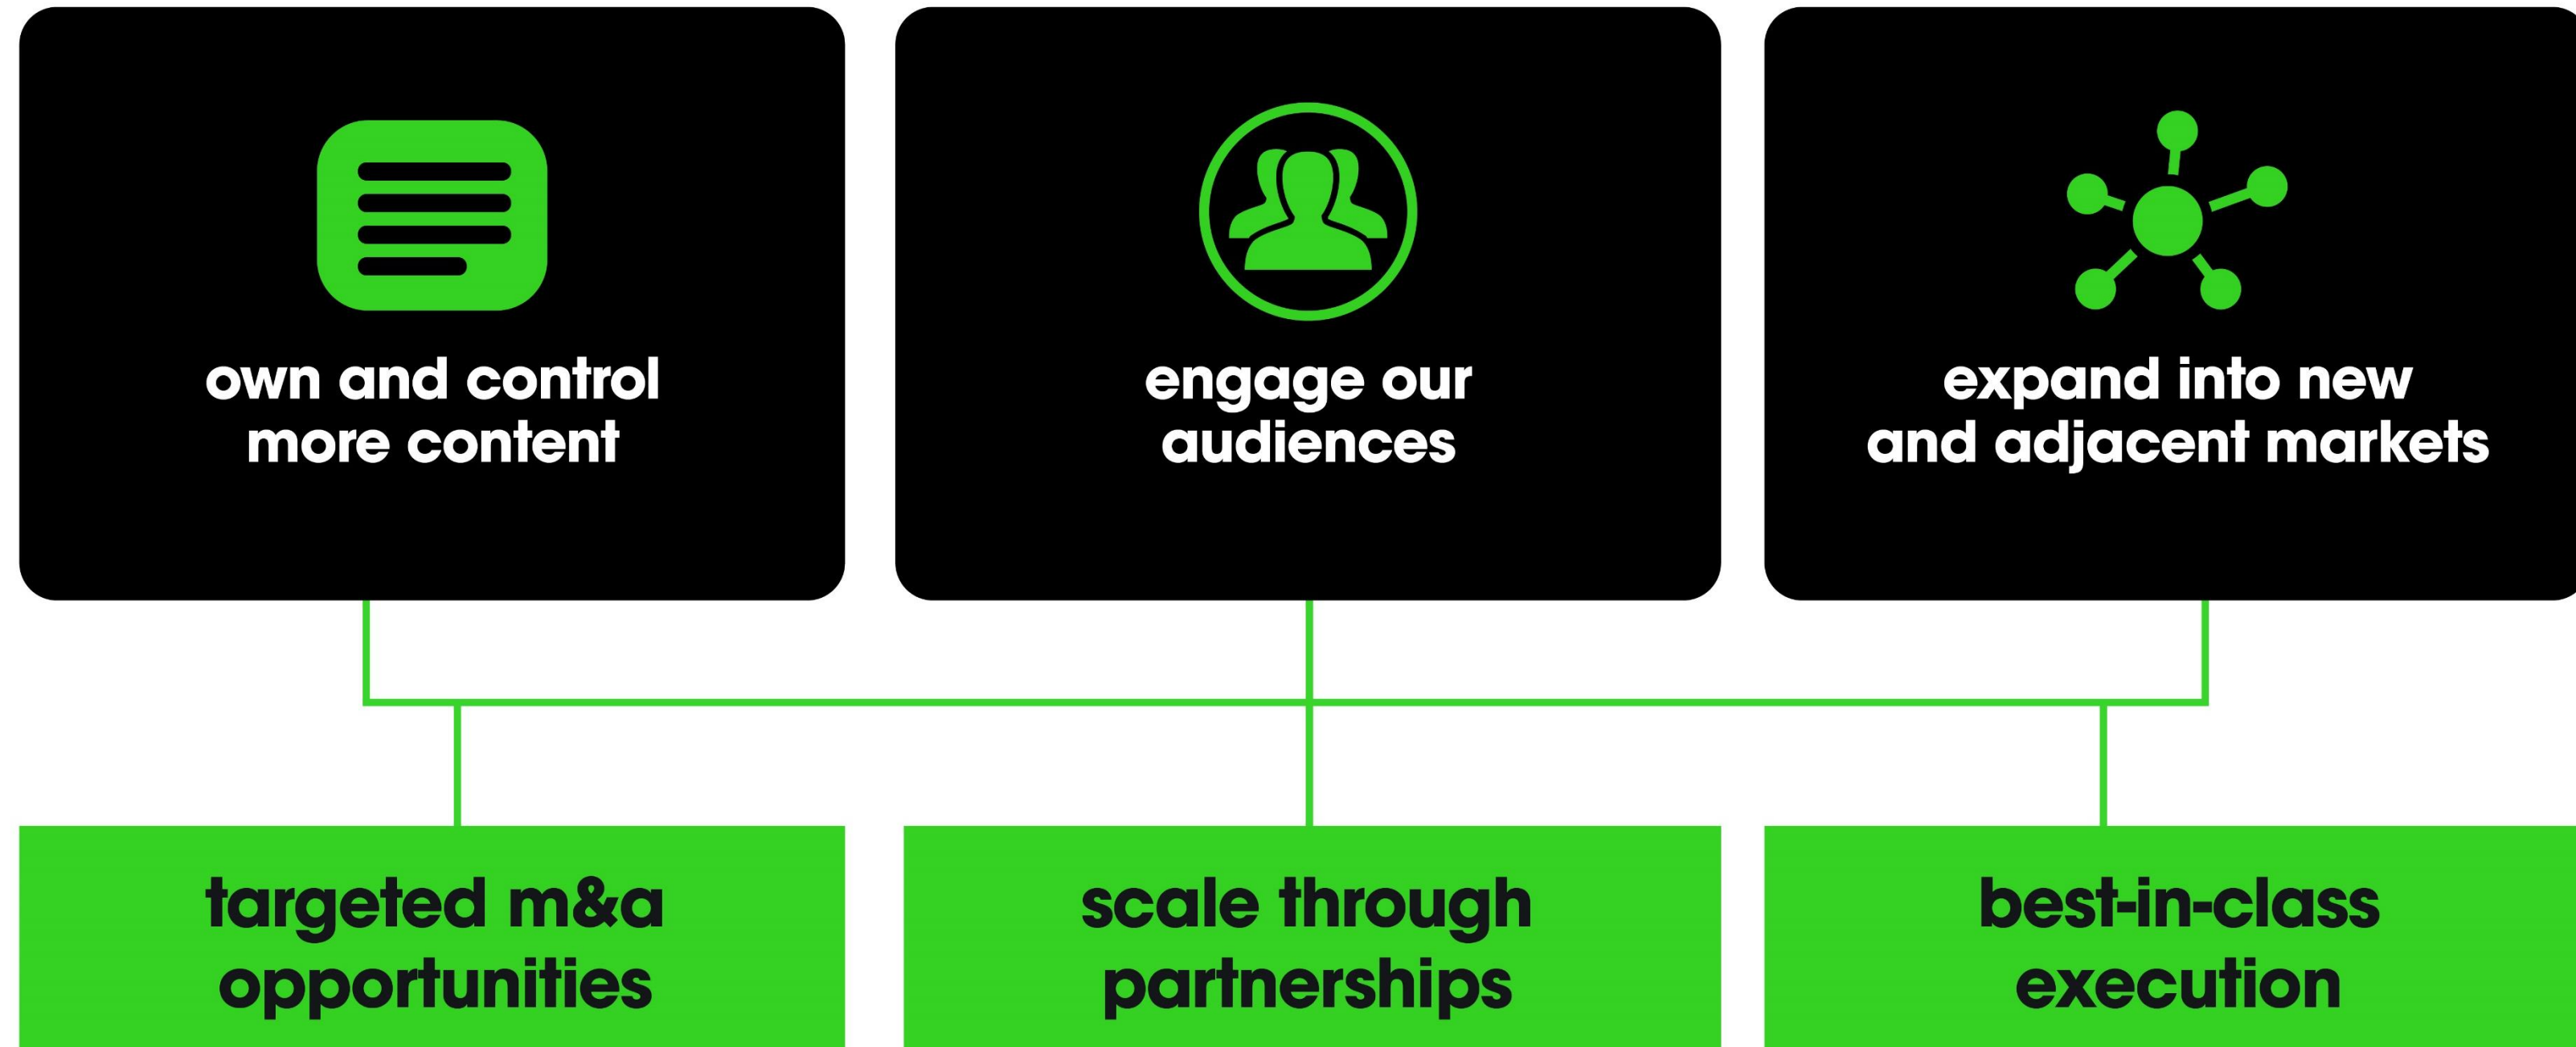 own and control
more content
engage our
audiences
expand into new
and adjacent markets
targeted m&a
opportunities
scale through
partnerships
best-in-class
execution